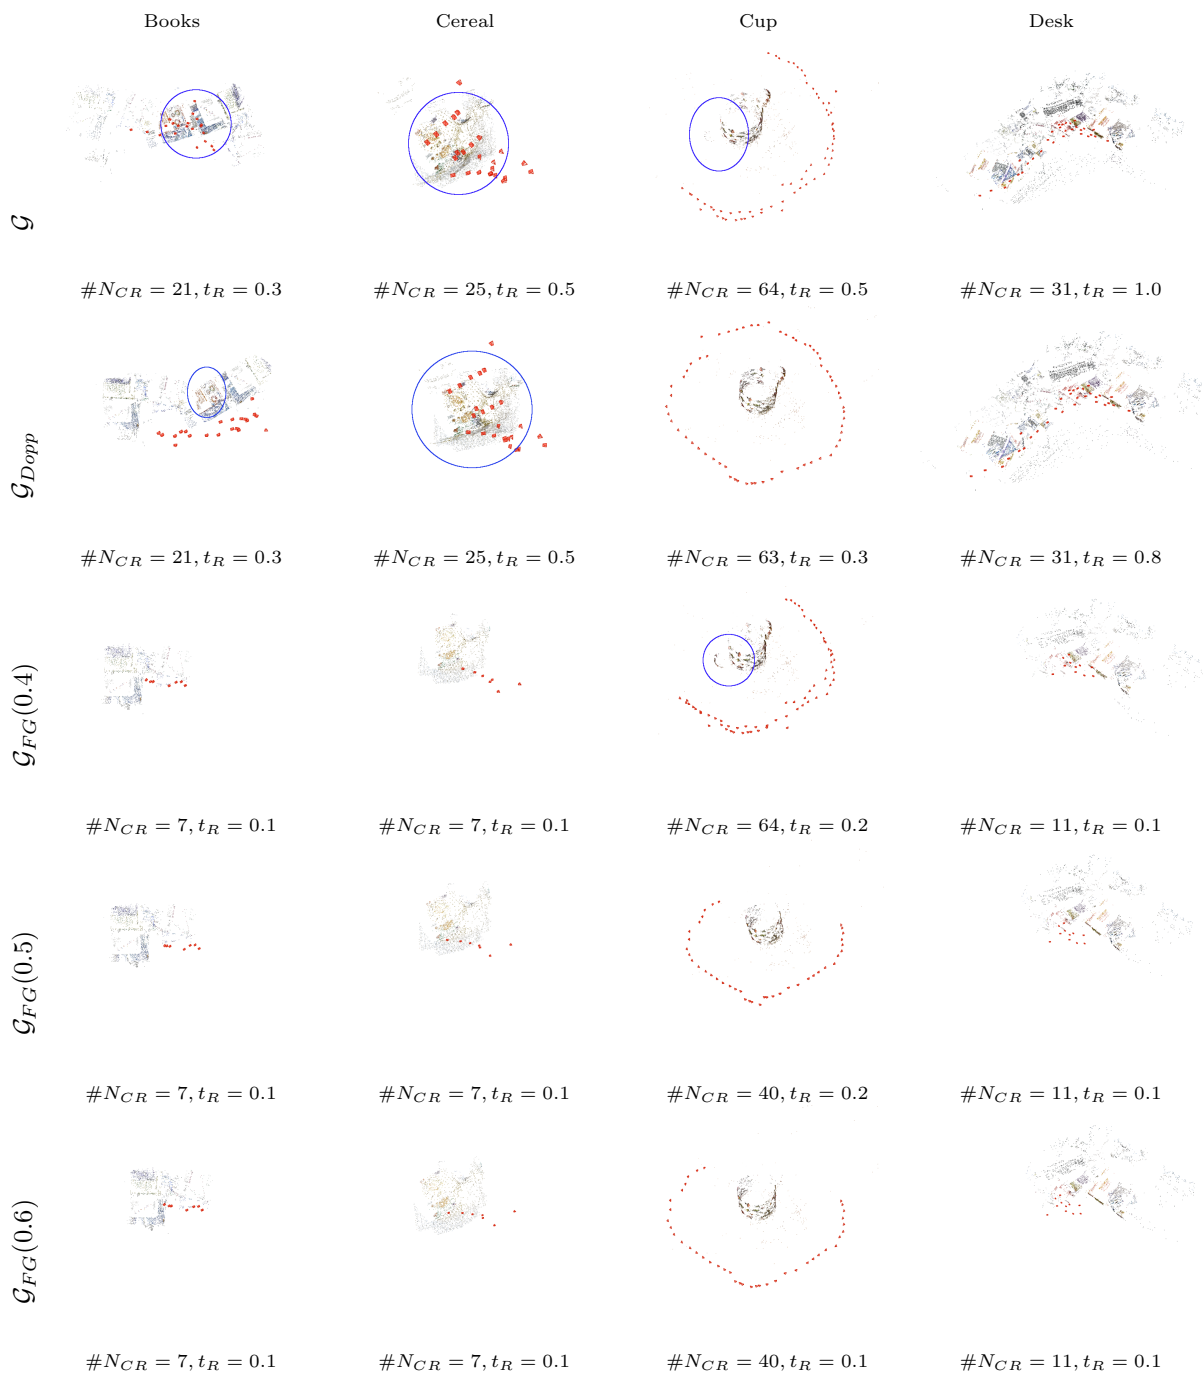 Books Cereal Cup Desk
𝒢
#N_{CR} = 21, t_R = 0.3 #N_{CR} = 25, t_R = 0.5 #N_{CR} = 64, t_R = 0.5 #N_{CR} = 31, t_R = 1.0
𝒢_{Dopp}
#N_{CR} = 21, t_R = 0.3 #N_{CR} = 25, t_R = 0.5 #N_{CR} = 63, t_R = 0.3 #N_{CR} = 31, t_R = 0.8
𝒢_{FG}(0.4)
#N_{CR} = 7, t_R = 0.1 #N_{CR} = 7, t_R = 0.1 #N_{CR} = 64, t_R = 0.2 #N_{CR} = 11, t_R = 0.1
𝒢_{FG}(0.5)
#N_{CR} = 7, t_R = 0.1 #N_{CR} = 7, t_R = 0.1 #N_{CR} = 40, t_R = 0.2 #N_{CR} = 11, t_R = 0.1
𝒢_{FG}(0.6)
#N_{CR} = 7, t_R = 0.1 #N_{CR} = 7, t_R = 0.1 #N_{CR} = 40, t_R = 0.1 #N_{CR} = 11, t_R = 0.1